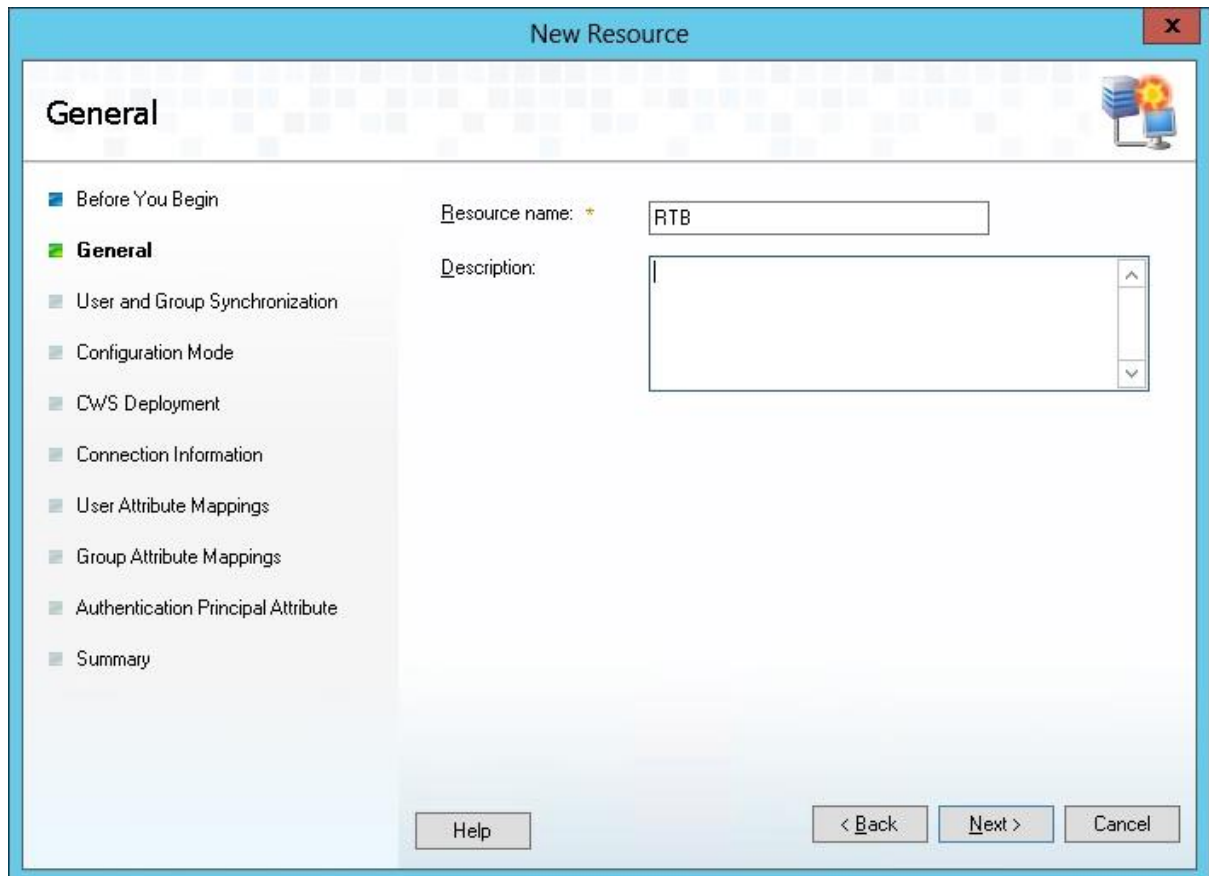 New Resource
x
General
Before You Begin
General
User and Group Synchronization
Configuration Mode
CWS Deployment
Connection Information
User Attribute Mappings
Group Attribute Mappings
Authentication Principal Attribute
Summary
Resource name: *
RTB
Description:
Help
< Back
Next >
Cancel